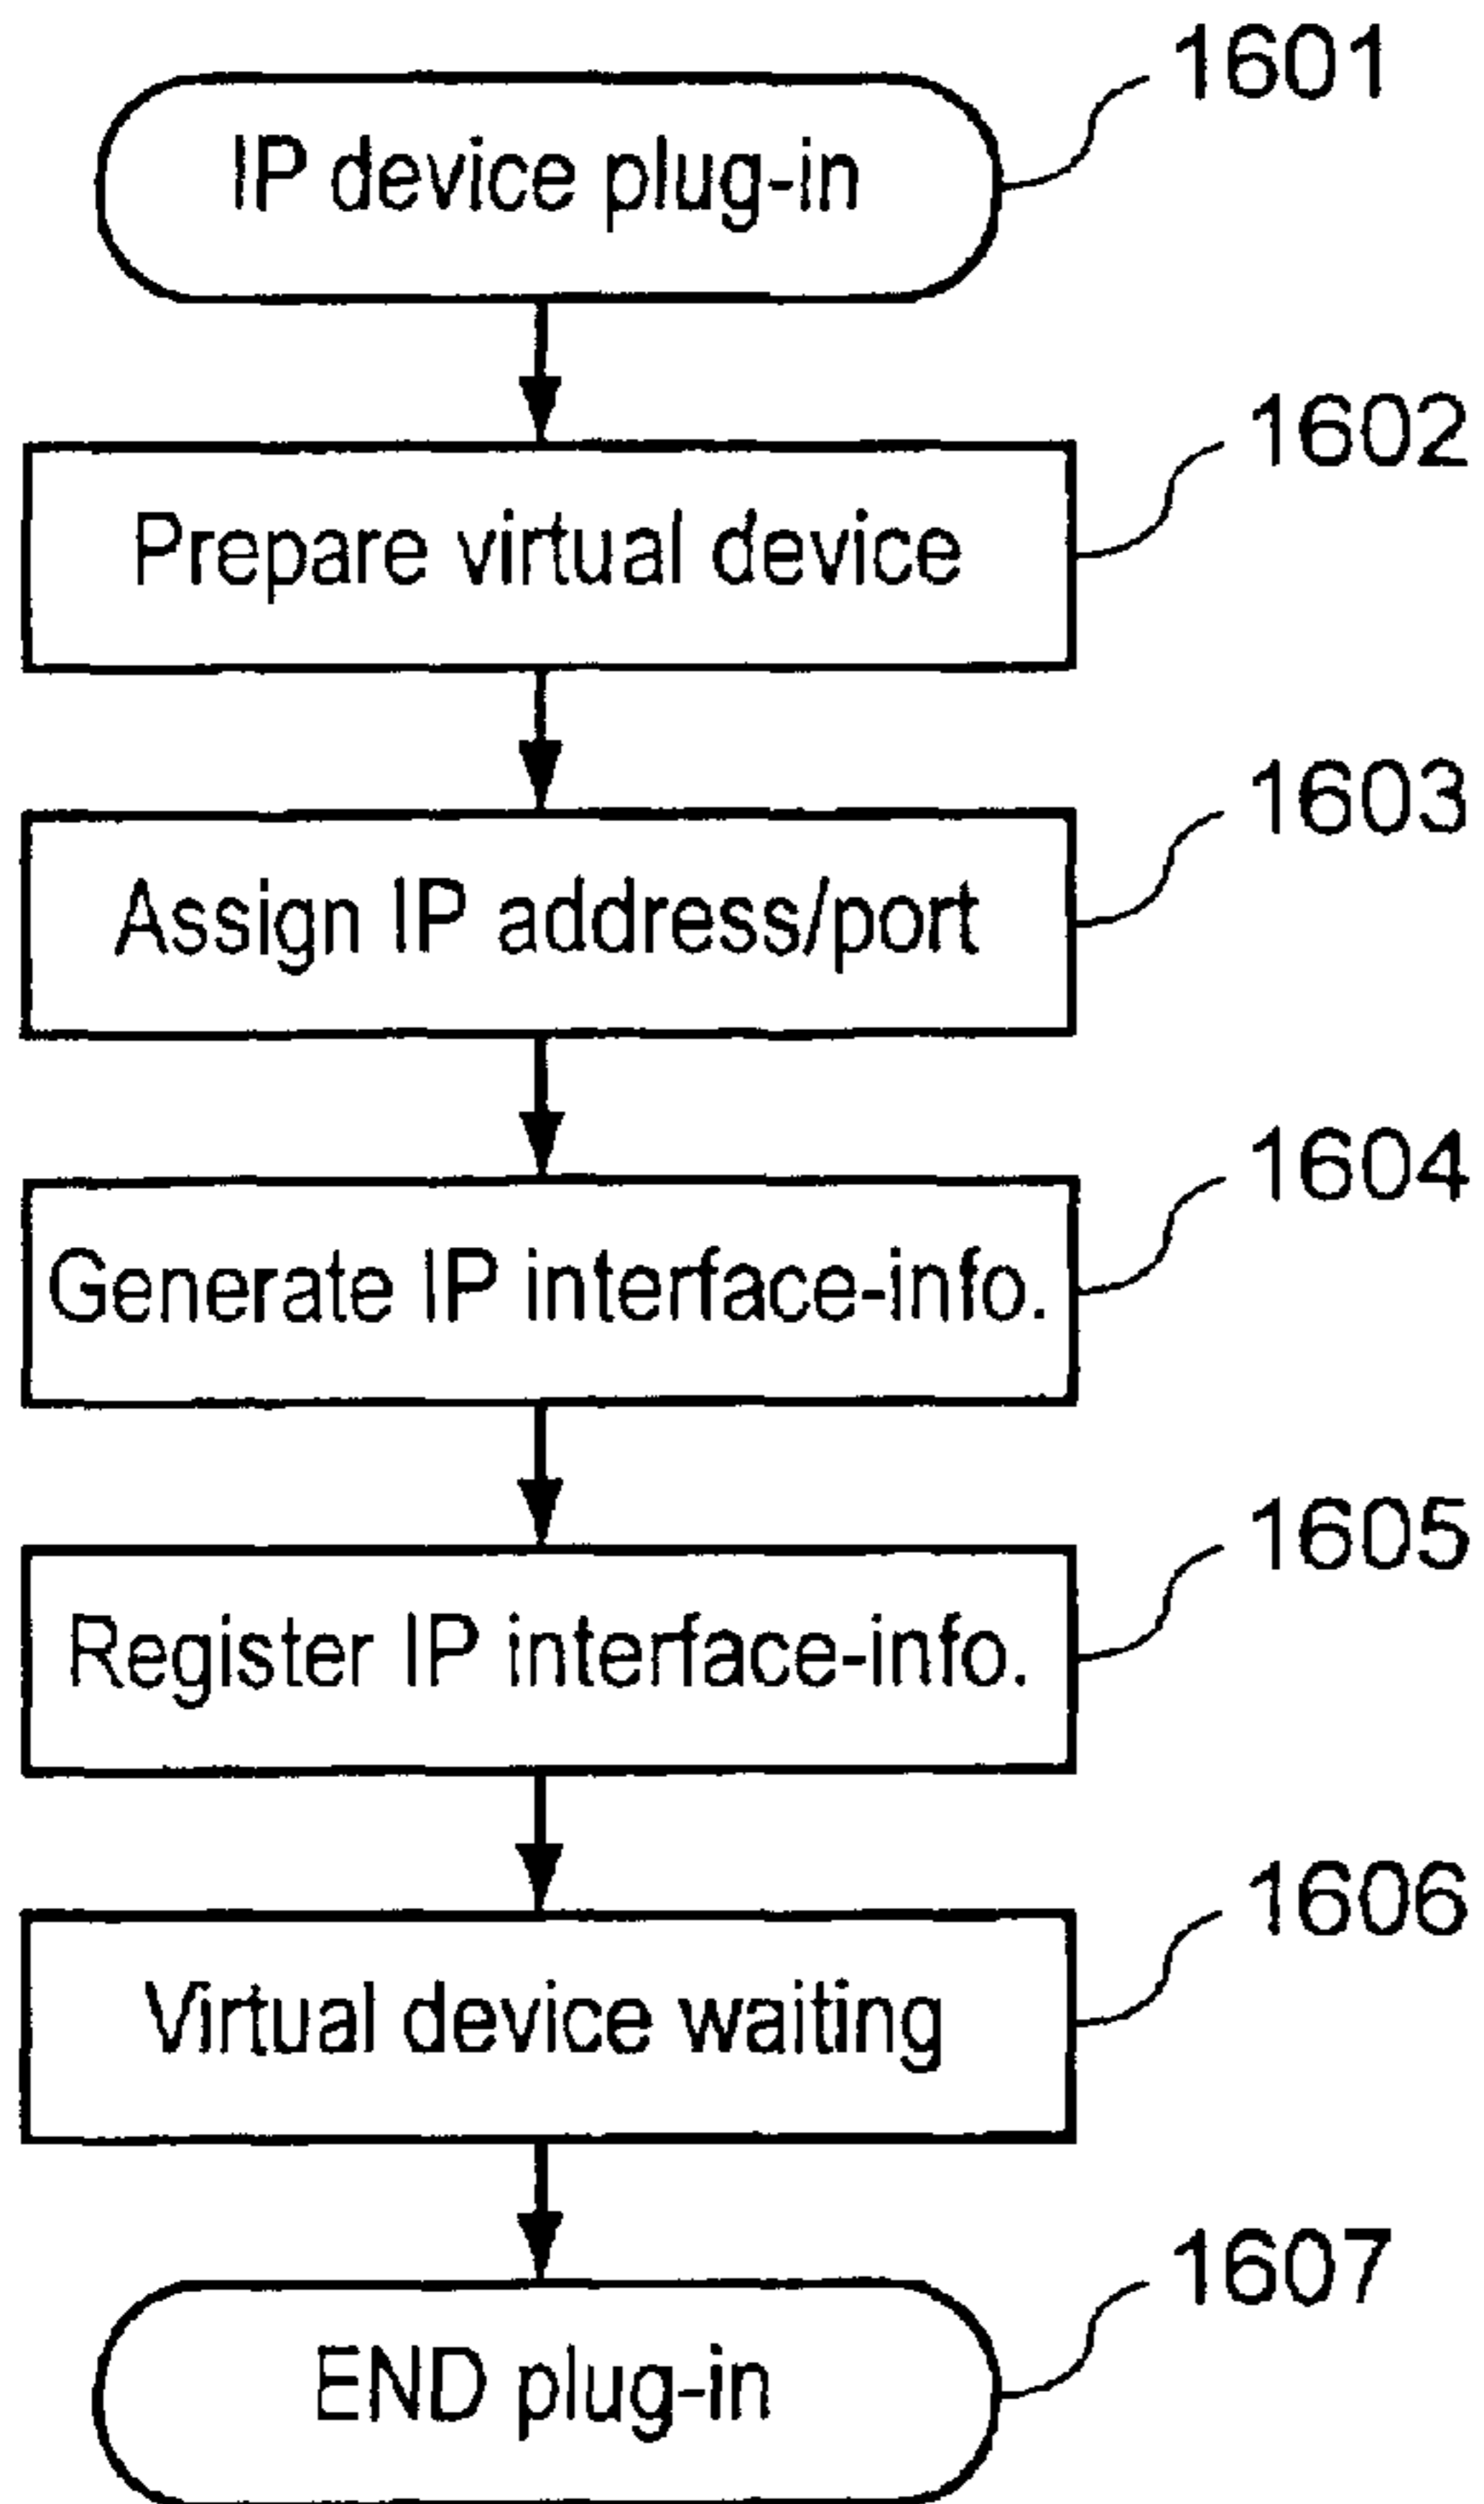 1601
IP device plug-in
1602
Prepare virtual device
1603
Assign IP address/port
1604
Generate IP interface-info.
1605
Register IP interface-info.
1606
Virtual device waiting
1607
END plug-in